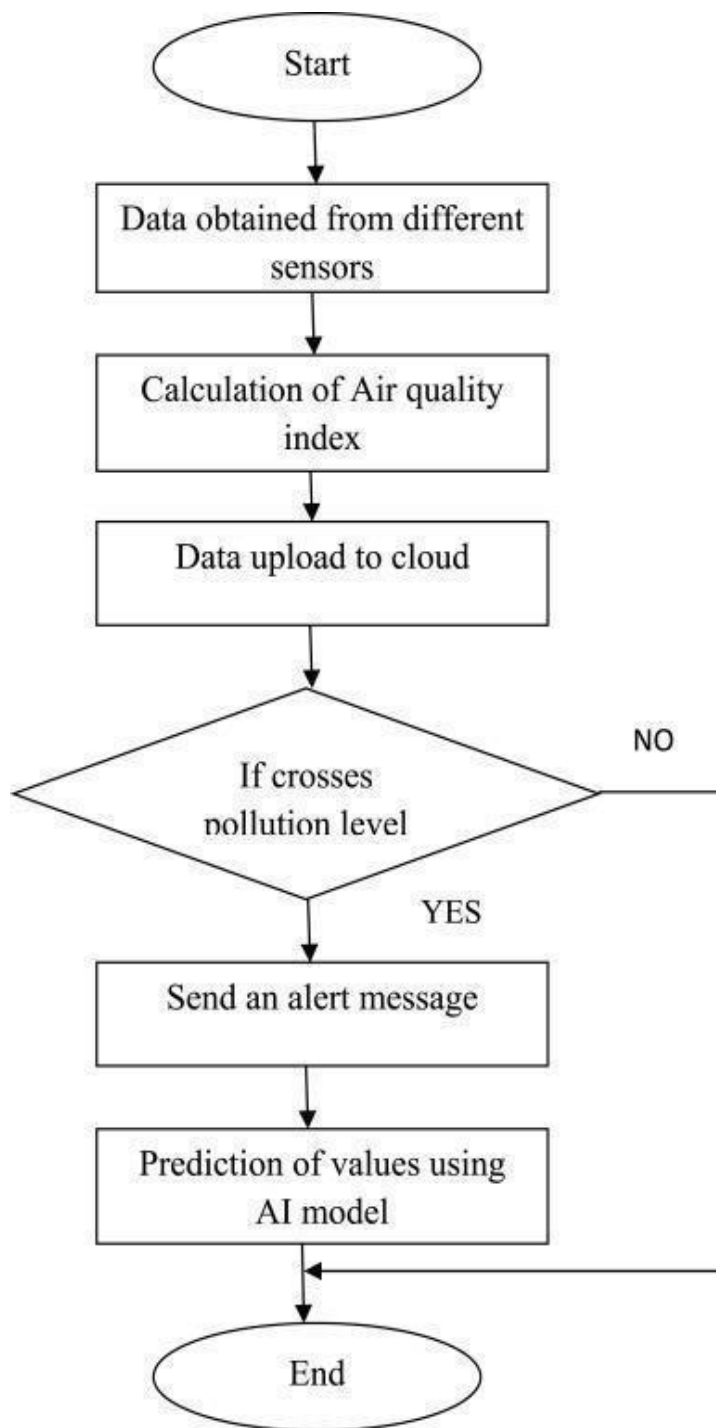 Start
Data obtained from different
sensors
Calculation of Air quality
index
Data upload to cloud
NO
If crosses
pollution level
YES
Send an alert message
Prediction of values using
AI model
End